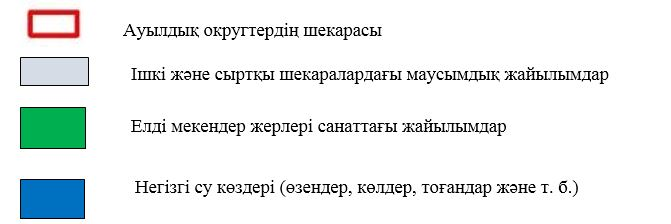 Ауылдық округтердің шекарасы
Ішкі және сыртқы шекаралардағы маусымдық жайылымдар
Елді мекендер жерлері санаттағы жайылымдар
Негізгі су көздері (өзендер, көлдер, тоғандар және т. б.)